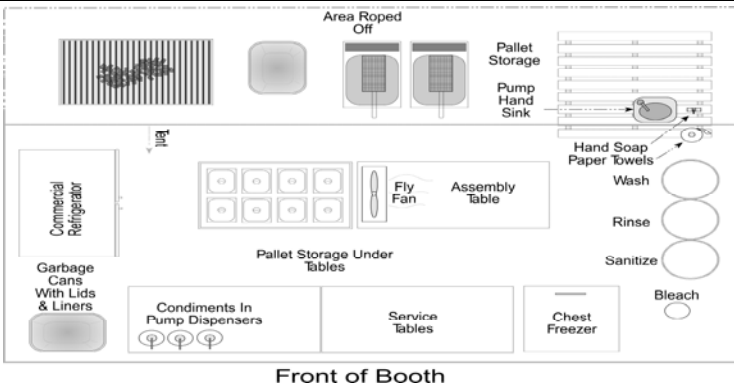 Area Roped
Off
Pallet
Storage
Pump
Hand
Sink
Tent
Hand Soap
Paper Towels
Commercial
Refrigerator
Fly
Fan
Assembly
Table
Wash
Rinse
Sanitize
Pallet Storage Under
Tables
Garbage
Cans
With Lids
& Liners
Condiments In
Pump Dispensers
Service
Tables
Chest
Freezer
Bleach
Front of Booth